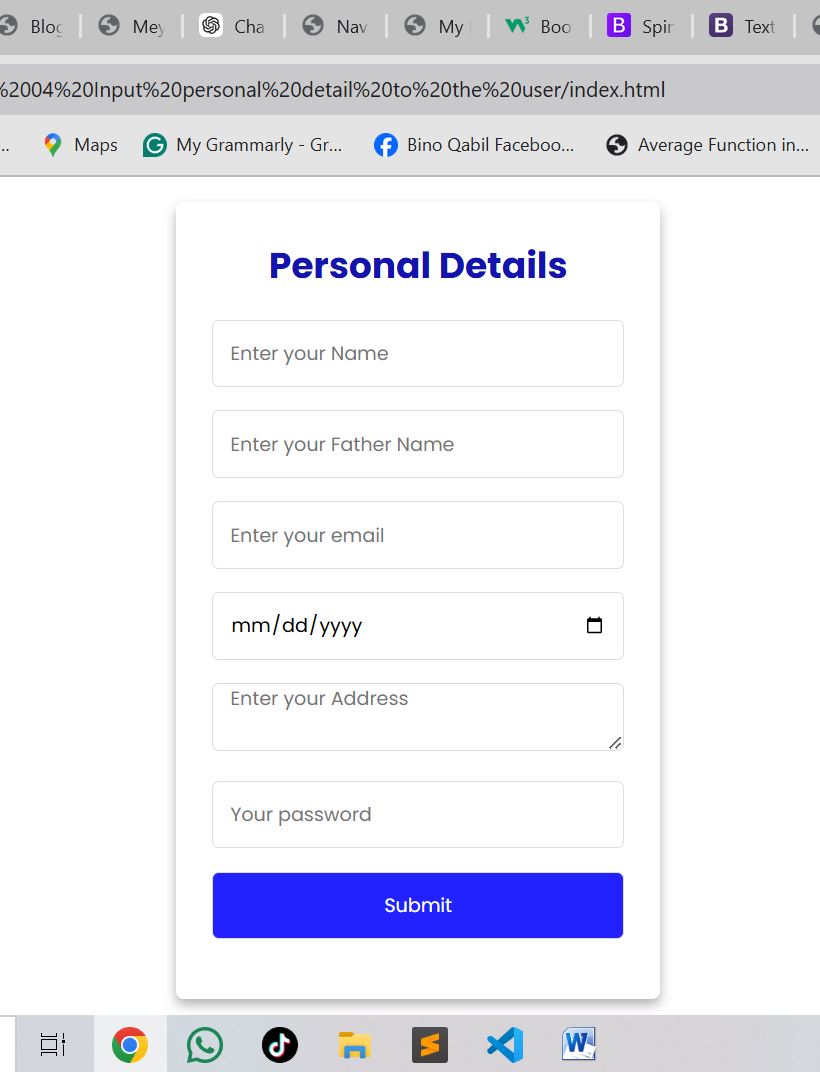 Blog Mey Cha Nav My Boo Spin Text
%2004%20Input%20personal%20detail%20to%20the%20user/index.html
... Maps My Grammarly - Gr... Bino Qabil Faceboo... Average Function in...
Personal Details
Enter your Name
Enter your Father Name
Enter your email
mm/dd/yyyy
Enter your Address
Your password
Submit